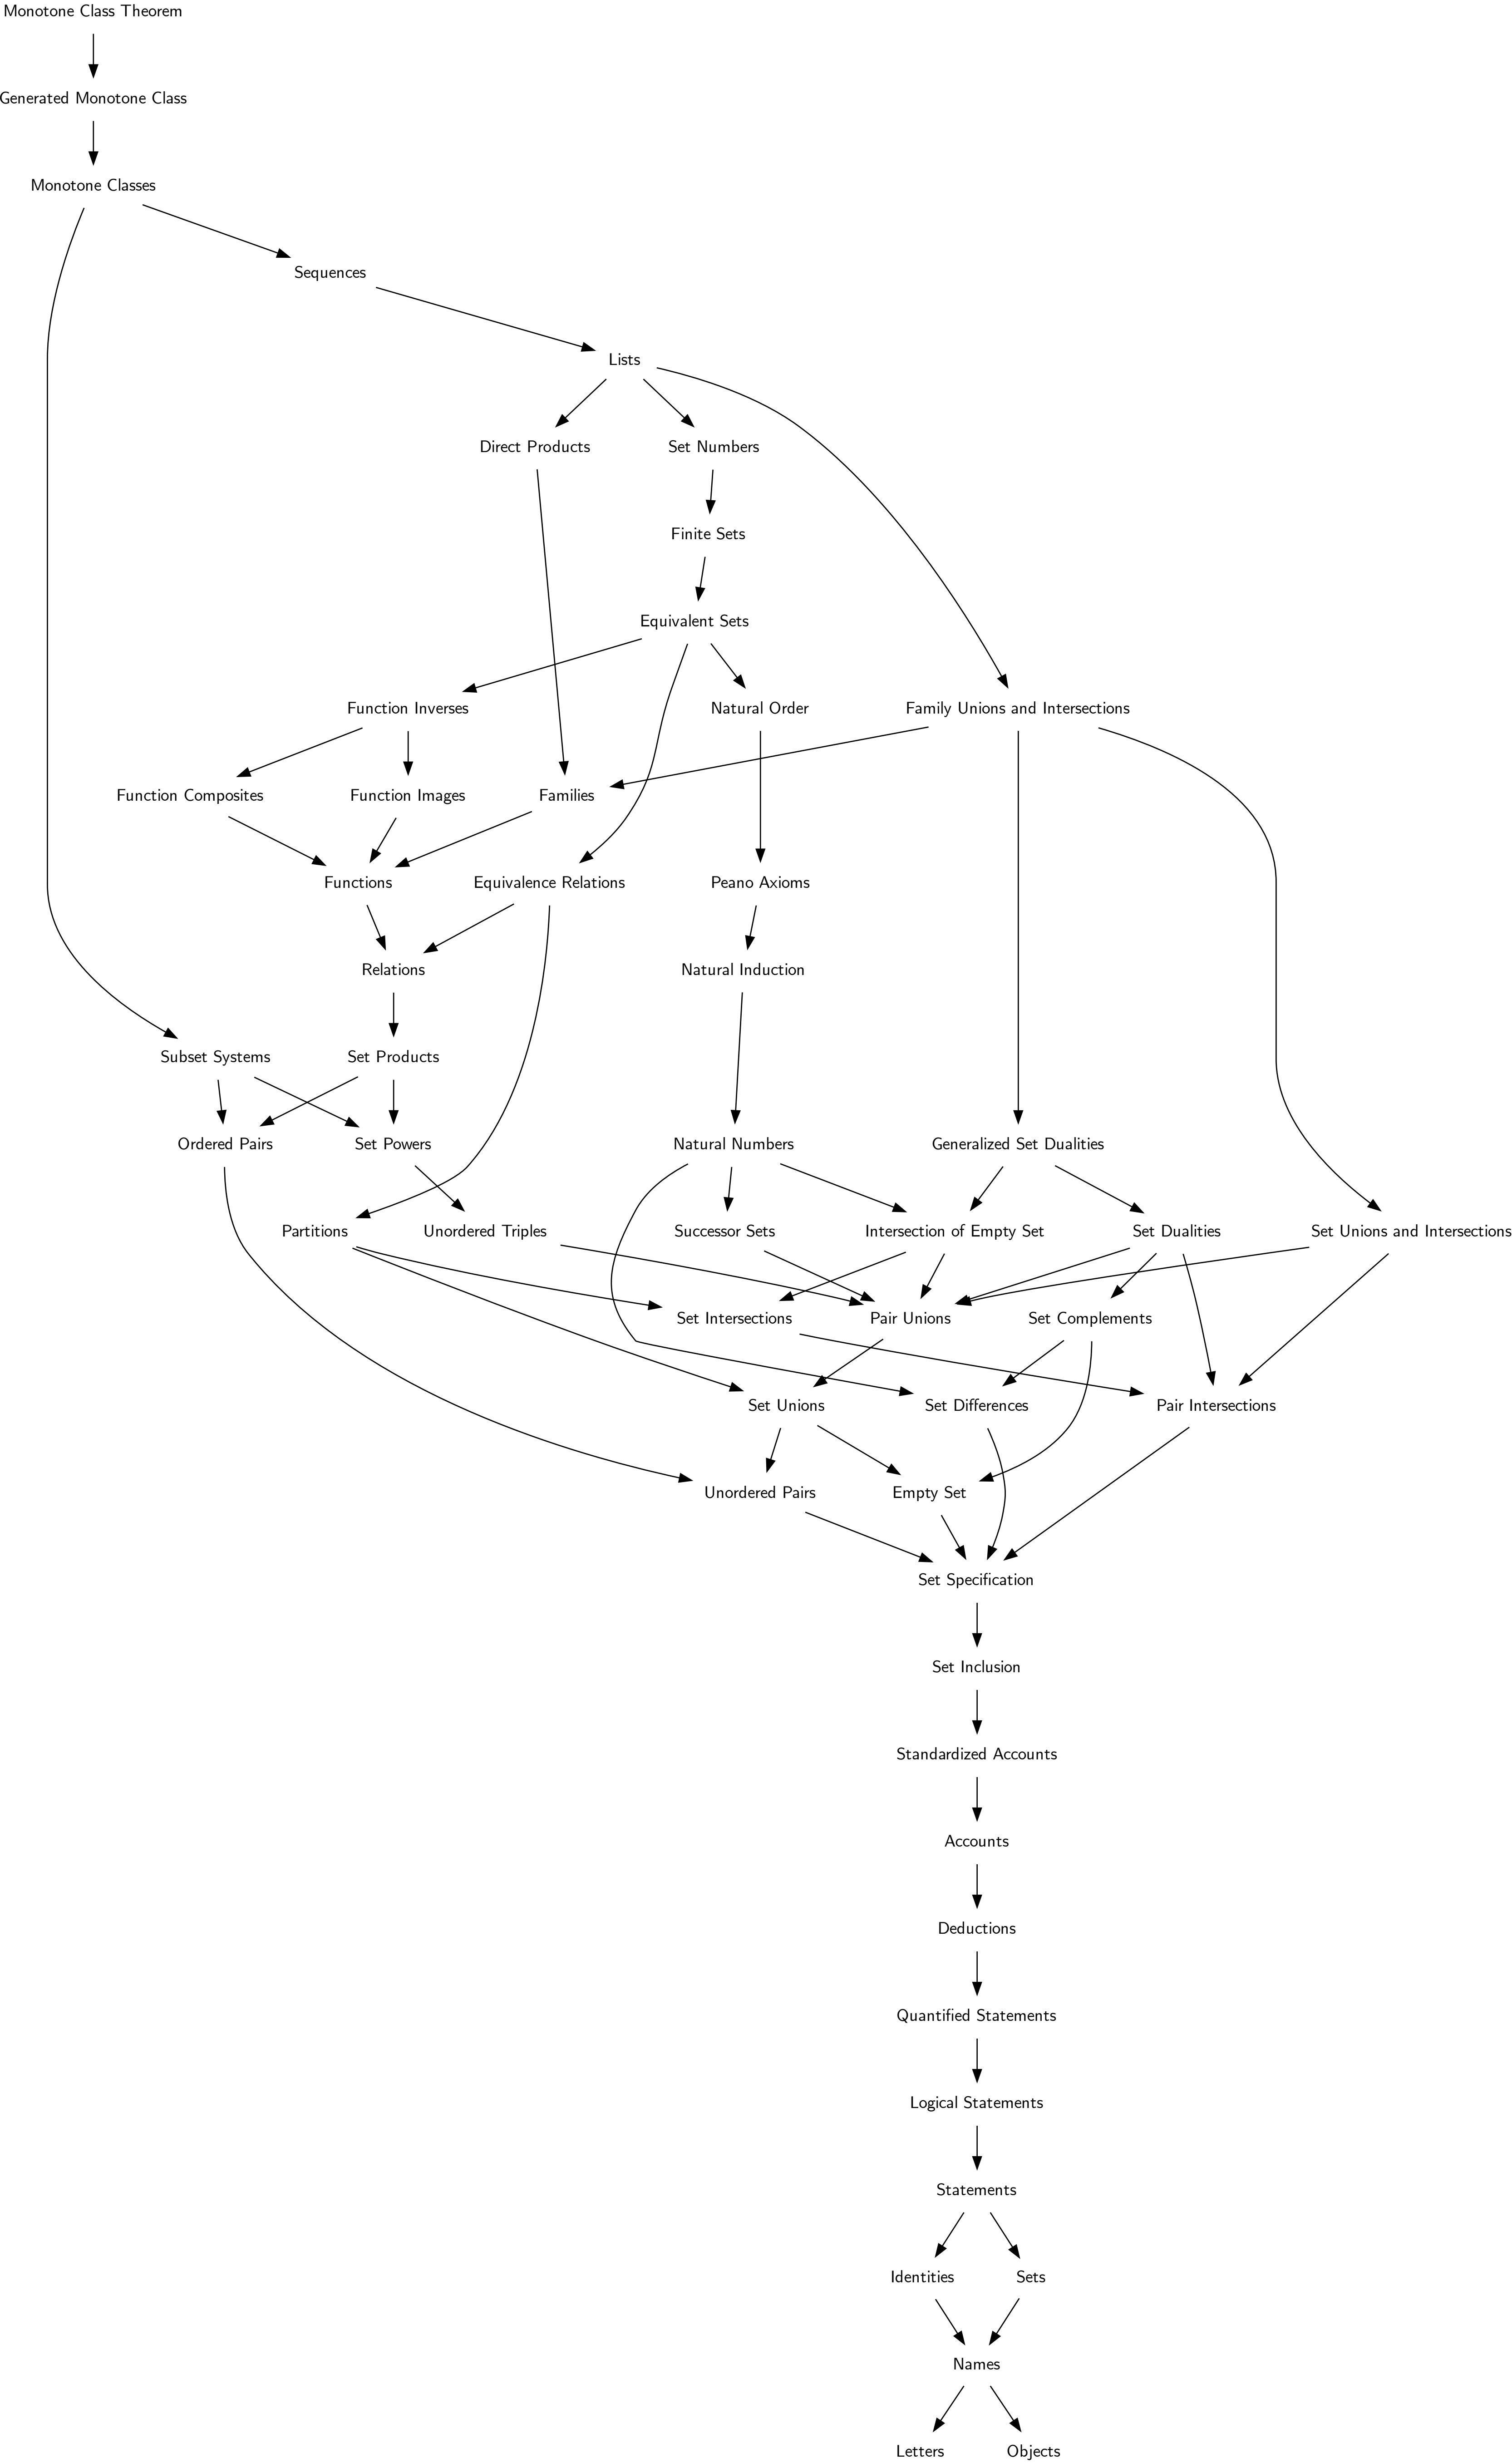 Monotone Class Theorem
Generated Monotone Class
Monotone Classes
Sequences
Lists
Direct Products
Set Numbers
Finite Sets
Equivalent Sets
Function Inverses
Natural Order
Family Unions and Intersections
Function Composites
Function Images
Families
Functions
Equivalence Relations
Peano Axioms
Relations
Natural Induction
Subset Systems
Set Products
Ordered Pairs
Set Powers
Natural Numbers
Generalized Set Dualities
Partitions
Unordered Triples
Successor Sets
Intersection of Empty Set
Set Dualities
Set Unions and Intersections
Set Intersections
Pair Unions
Set Complements
Set Unions
Set Differences
Pair Intersections
Unordered Pairs
Empty Set
Set Specification
Set Inclusion
Standardized Accounts
Accounts
Deductions
Quantified Statements
Logical Statements
Statements
Identities
Sets
Names
Letters
Objects